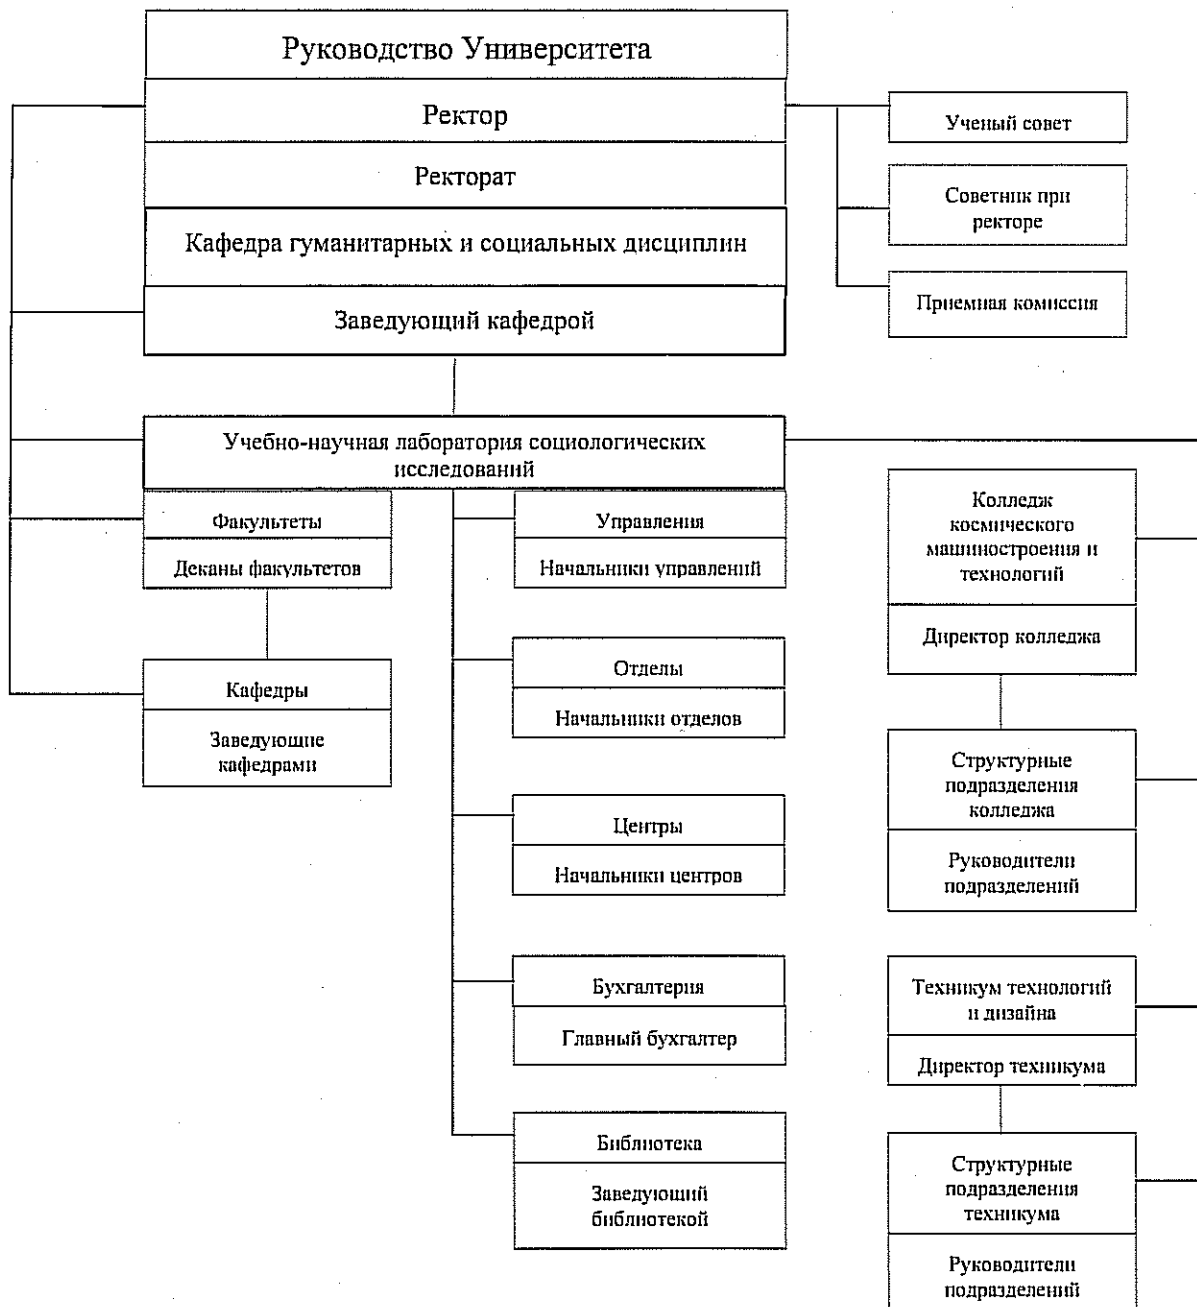 Руководство Университета
Ректор
Ректорат
Кафедра гуманитарных и социальных дисциплин
Заведующий кафедрой
Ученый совет
Советник при
ректоре
Приемная комиссия
Учебно-научная лаборатория социологических
исследований
Факультеты
Деканы факультетов
Кафедры
Заведующие
кафедрами
Управления
Начальники управлений
Отделы
Начальники отделов
Центры
Начальники центров
Бухгалтерия
Главный бухгалтер
Библиотека
Заведующий
библиотекой
Колледж
космического
машиностроения и
технологий
Директор колледжа
Структурные
подразделения
колледжа
Руководители
подразделений
Техникум технологий
и дизайна
Директор техникума
Структурные
подразделения
техникума
Руководители
подразделений